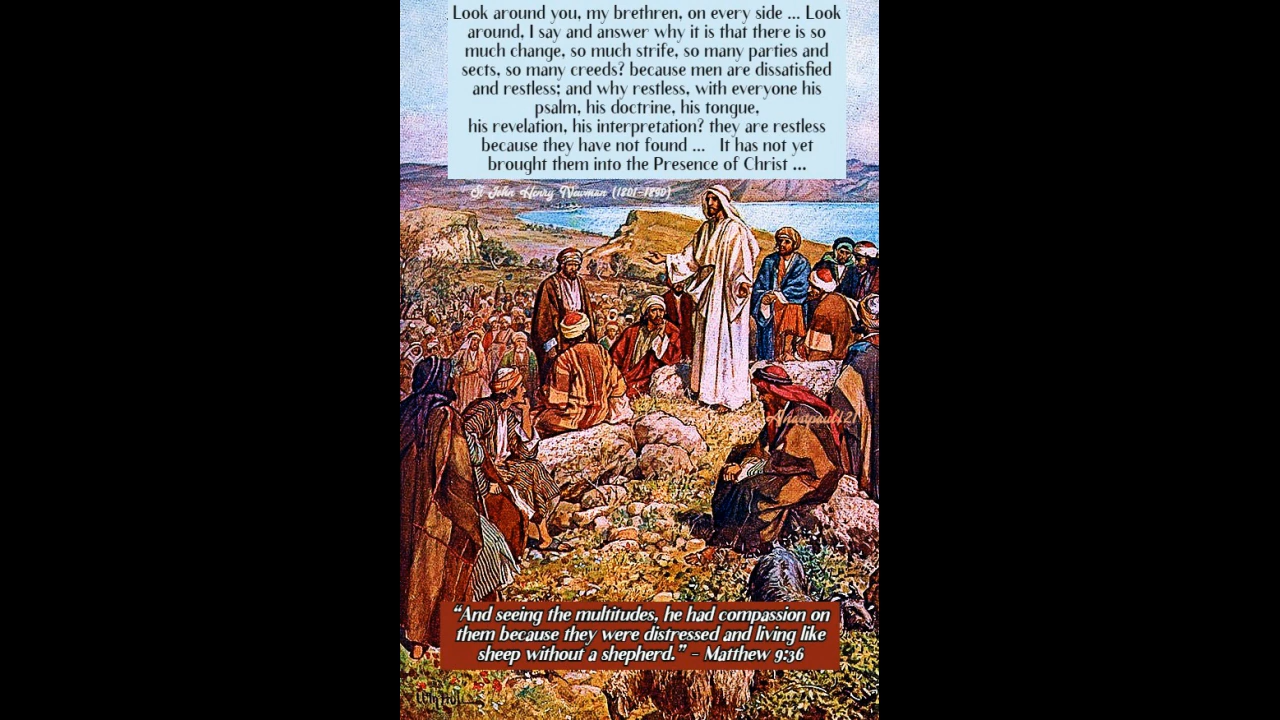 Look around you, my brethren, on every side ... Look
around, I say and answer why it is that there is so
much change, so much strife, so many parties and
sects, so many creeds? because men are dissatisfied
and restless; and why restless, with everyone his
psalm, his doctrine, his tongue,
his revelation, his interpretation? they are restless
because they have not found ... It has not yet
brought them into the Presence of Christ ...
St John Henry Newman (1801-1890)
Anastpaul121
"And seeing the multitudes, he had compassion on
them because they were distressed and living like
sheep without a shepherd." - Matthew 9:36